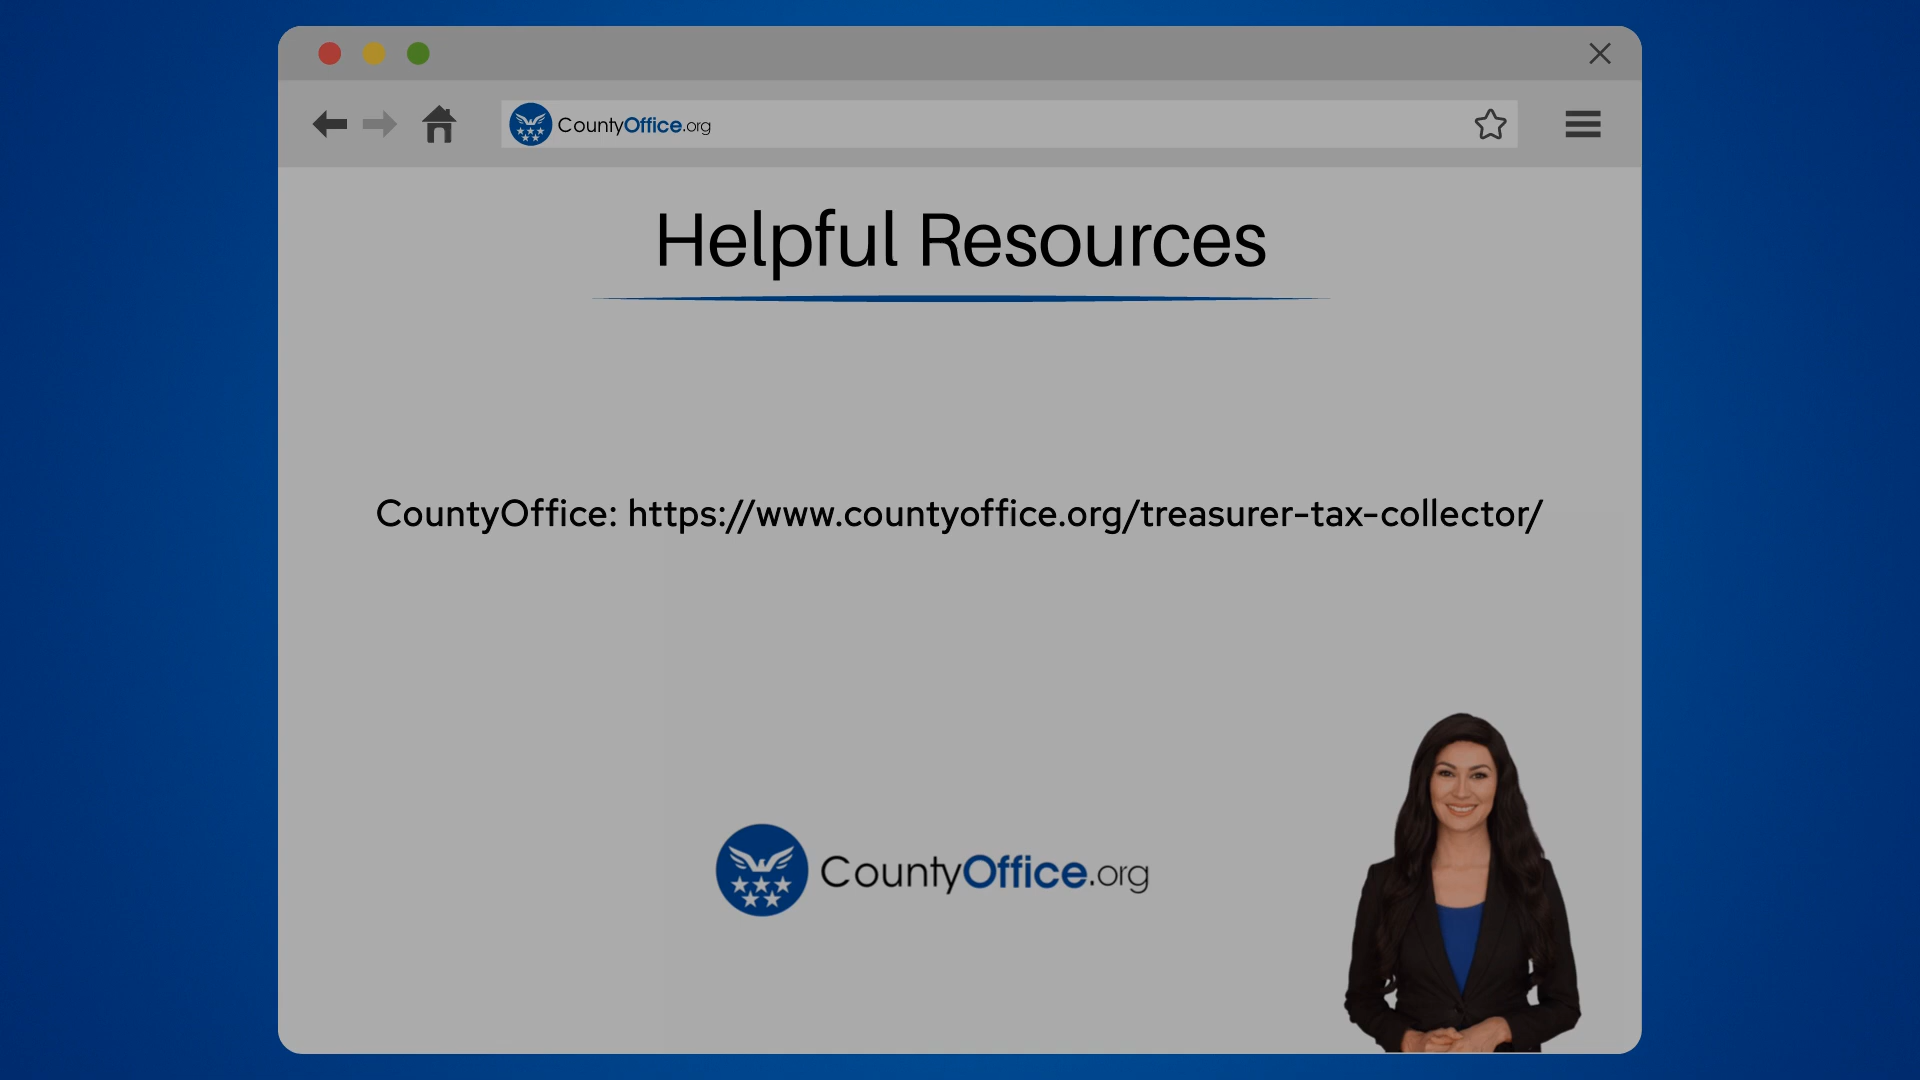 CountyOffice.org
Helpful Resources
CountyOffice: https://www.countyoffice.org/treasurer-tax-collector/
CountyOffice.org